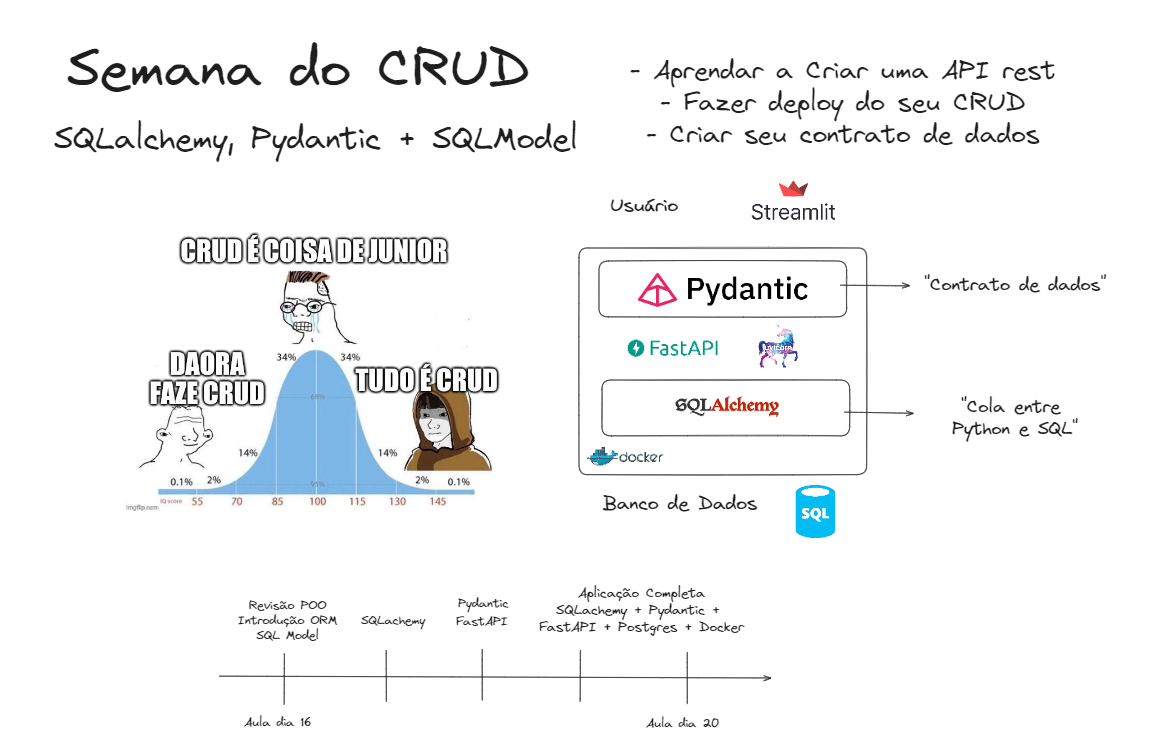 Semana do CRUD
SQLalchemy, Pydantic + SQLModel
- Aprendar a Criar uma API rest
- Fazer deploy do seu CRUD
- Criar seu contrato de dados
CRUD É COISA DE JUNIOR
DAORA
FAZE CRUD
TUDO É CRUD
34%
34%
68%
14%
14%
0.1%
2%
95%
2%
0.1%
IQ score
55
70
85
100
115
130
145
imgflip.com
Usuário
Streamlit
Pydantic
"Contrato de dados"
FastAPI
UVICORN
SQLAlchemy
"Cola entre
Python e SQL"
docker
Banco de Dados
SQL
Revisão POO
Introdução ORM
SQL Model
SQLachemy
Pydantic
FastAPI
Aplicação Completa
SQLachemy + Pydantic +
FastAPI + Postgres + Docker
Aula dia 16
Aula dia 20